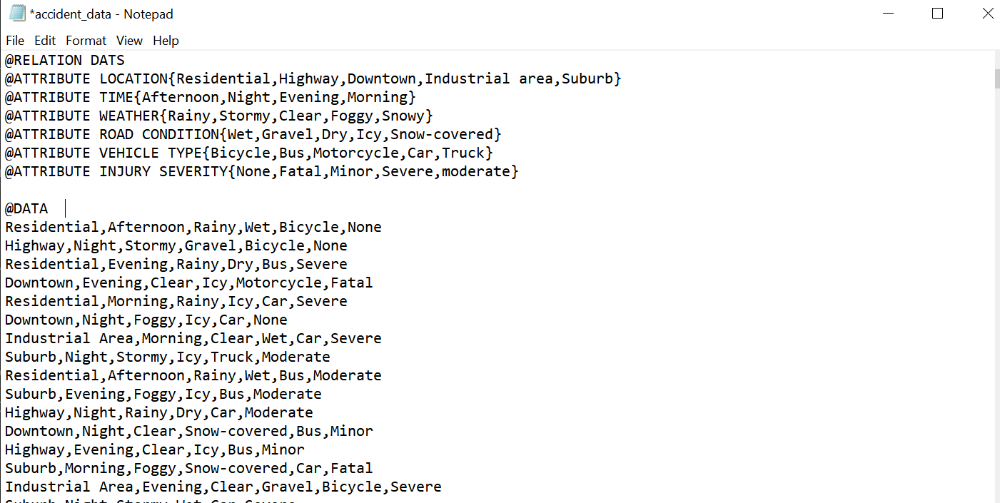 *accident_data - Notepad
File Edit Format View Help
@RELATION DATS
@ATTRIBUTE LOCATION{Residential,Highway,Downtown,Industrial area,Suburb}
@ATTRIBUTE TIME{Afternoon,Night,Evening,Morning}
@ATTRIBUTE WEATHER{Rainy,Stormy,Clear,Foggy,Snowy}
@ATTRIBUTE ROAD CONDITION{Wet,Gravel,Dry,Icy,Snow-covered}
@ATTRIBUTE VEHICLE TYPE{Bicycle,Bus,Motorcycle,Car,Truck}
@ATTRIBUTE INJURY SEVERITY{None,Fatal,Minor,Severe,moderate}
@DATA
Residential,Afternoon,Rainy,Wet,Bicycle,None
Highway,Night,Stormy,Gravel,Bicycle,None
Residential,Evening,Rainy,Dry,Bus,Severe
Downtown,Evening,Clear,Icy,Motorcycle,Fatal
Residential,Morning,Rainy,Icy,Car,Severe
Downtown,Night,Foggy,Icy,Car,None
Industrial Area,Morning,Clear,Wet,Car,Severe
Suburb,Night,Stormy,Icy,Truck,Moderate
Residential,Afternoon,Rainy,Wet,Bus,Moderate
Suburb,Evening,Foggy,Icy,Bus,Moderate
Highway,Night,Rainy,Dry,Car,Moderate
Downtown,Night,Clear,Snow-covered,Bus,Minor
Highway,Evening,Clear,Icy,Bus,Minor
Suburb,Morning,Foggy,Snow-covered,Car,Fatal
Industrial Area,Evening,Clear,Gravel,Bicycle,Severe
Suburb,Night,Stormy,Wet,Car,Severe